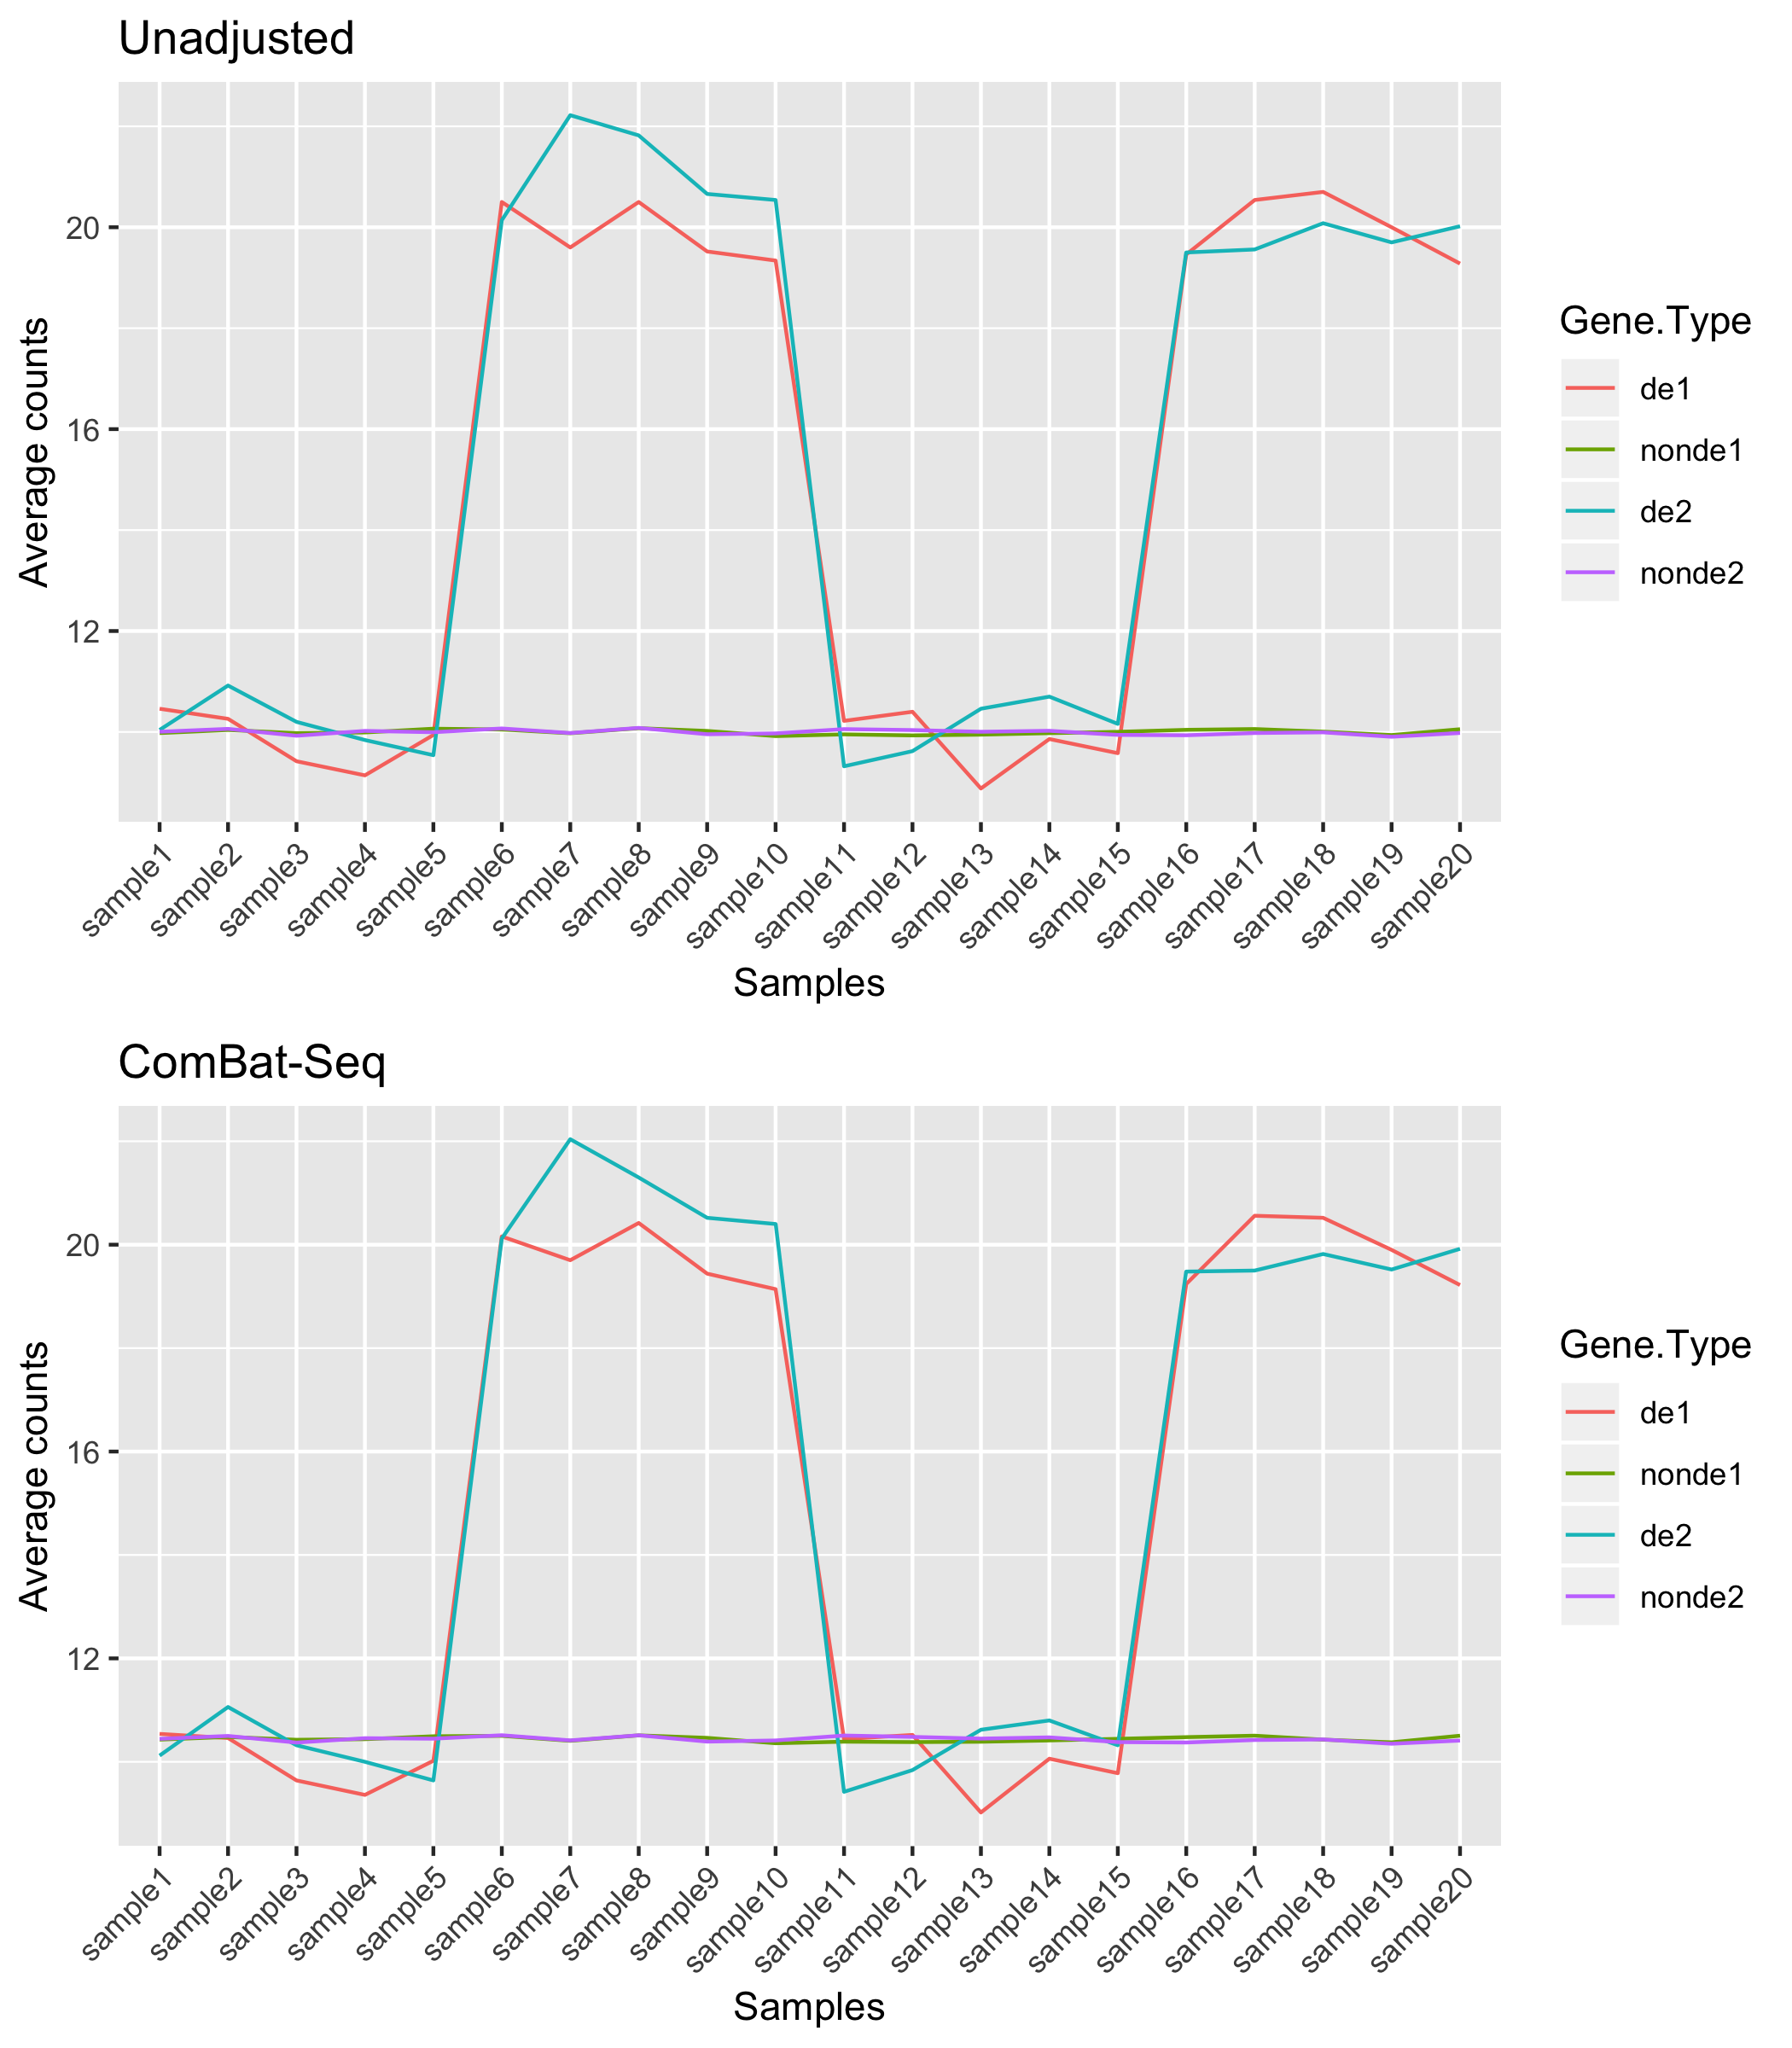 Unadjusted
Average counts
20
16
12
sample1
sample2
sample3
sample4
sample5
sample6
sample7
sample8
sample9
sample10
sample11
sample12
sample13
sample14
sample15
sample16
sample17
sample18
sample19
sample20
Samples
Gene.Type
de1
nonde1
de2
nonde2
ComBat-Seq
Average counts
20
16
12
sample1
sample2
sample3
sample4
sample5
sample6
sample7
sample8
sample9
sample10
sample11
sample12
sample13
sample14
sample15
sample16
sample17
sample18
sample19
sample20
Samples
Gene.Type
de1
nonde1
de2
nonde2